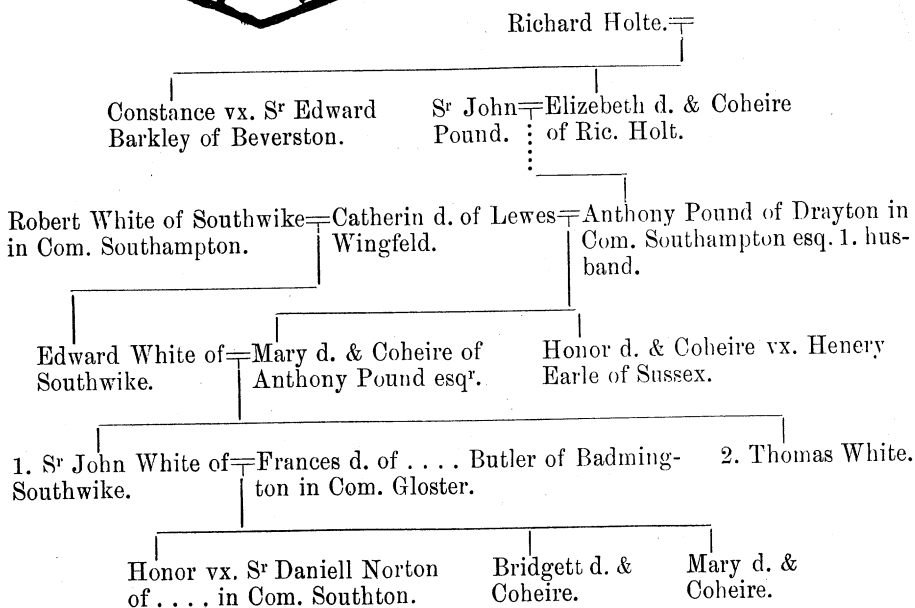 Richard Holte.
Constance vx. Sʳ Edward
Barkley of Beverston.
Sʳ John
Pound.
Elizebeth d. & Coheire
of Ric. Holt.
Robert White of Southwike
in Com. Southampton.
Catherin d. of Lewes
Wingfeld.
Anthony Pound of Drayton in
Com. Southampton esq. 1. hus-
band.
Edward White of
Southwike.
Mary d. & Coheire of
Anthony Pound esqʳ.
Honor d. & Coheire vx. Henery
Earle of Sussex.
1. Sʳ John White of
Southwike.
Frances d. of . . . . Butler of Badming-
ton in Com. Gloster.
2. Thomas White.
Honor vx. Sʳ Daniell Norton
of . . . . in Com. Southton.
Bridgett d. &
Coheire.
Mary d. &
Coheire.